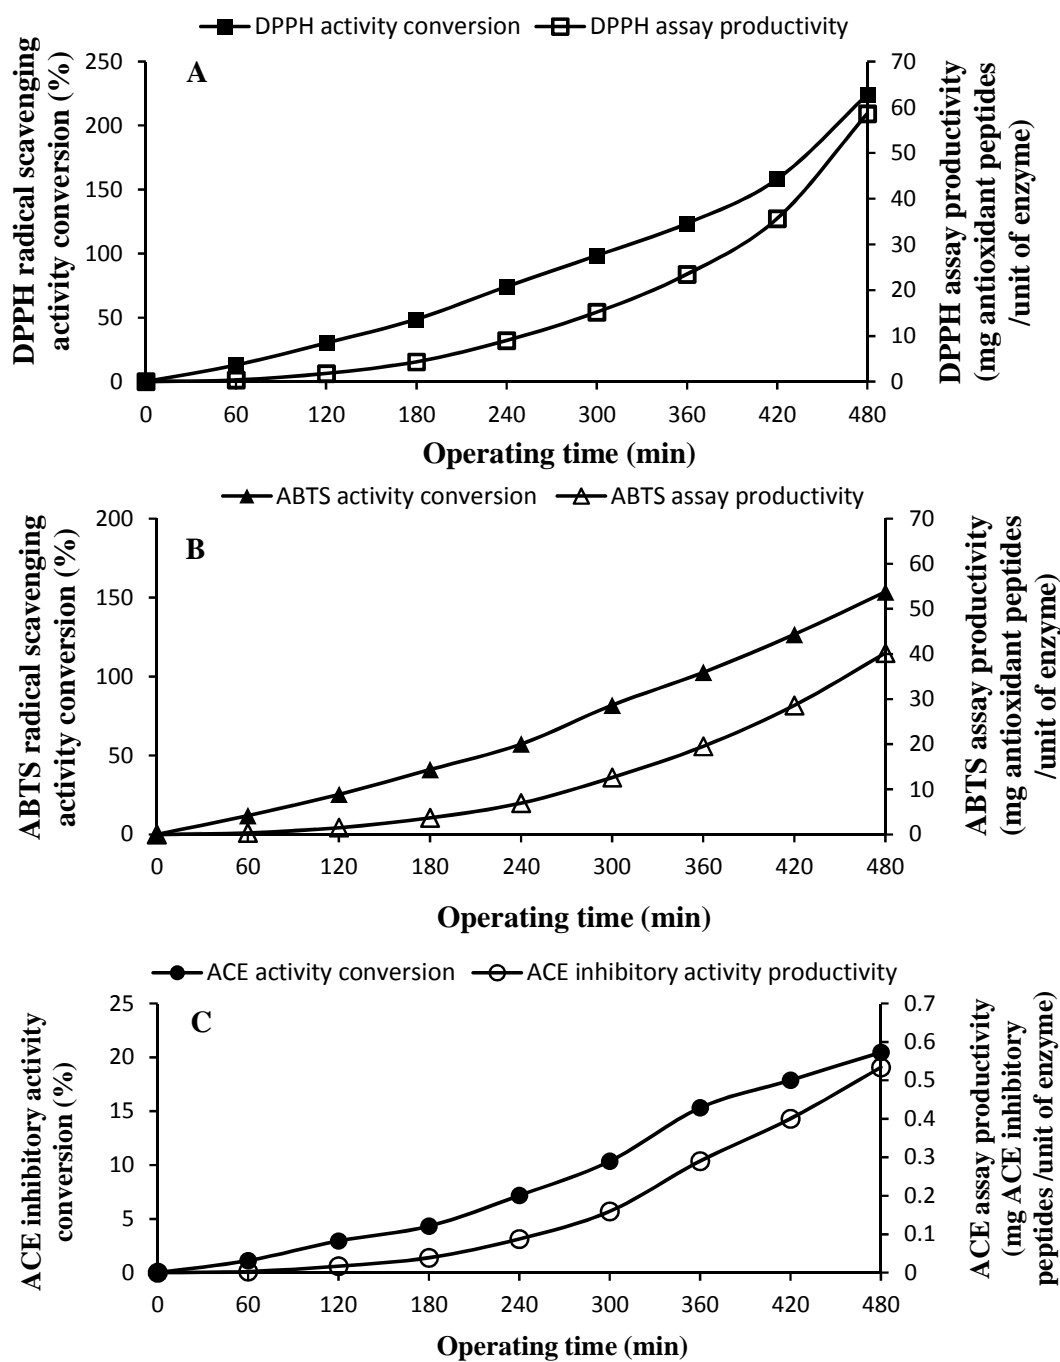 DPPH activity conversion DPPH assay productivity
A
DPPH radical scavenging
activity conversion (%)
250
200
150
100
50
0
70
60
50
40
30
20
10
0
DPPH assay productivity
(mg antioxidant peptides
/unit of enzyme)
0 60 120 180 240 300 360 420 480
Operating time (min)
ABTS activity conversion ABTS assay productivity
B
ABTS radical scavenging
activity conversion (%)
200
150
100
50
0
70
60
50
40
30
20
10
0
ABTS assay productivity
(mg antioxidant peptides
/unit of enzyme)
0 60 120 180 240 300 360 420 480
Operating time (min)
ACE activity conversion ACE inhibitory activity productivity
C
ACE inhibitory activity
conversion (%)
25
20
15
10
5
0
0.7
0.6
0.5
0.4
0.3
0.2
0.1
0
ACE assay productivity
(mg ACE inhibitory
peptides /unit of enzyme)
0 60 120 180 240 300 360 420 480
Operating time (min)